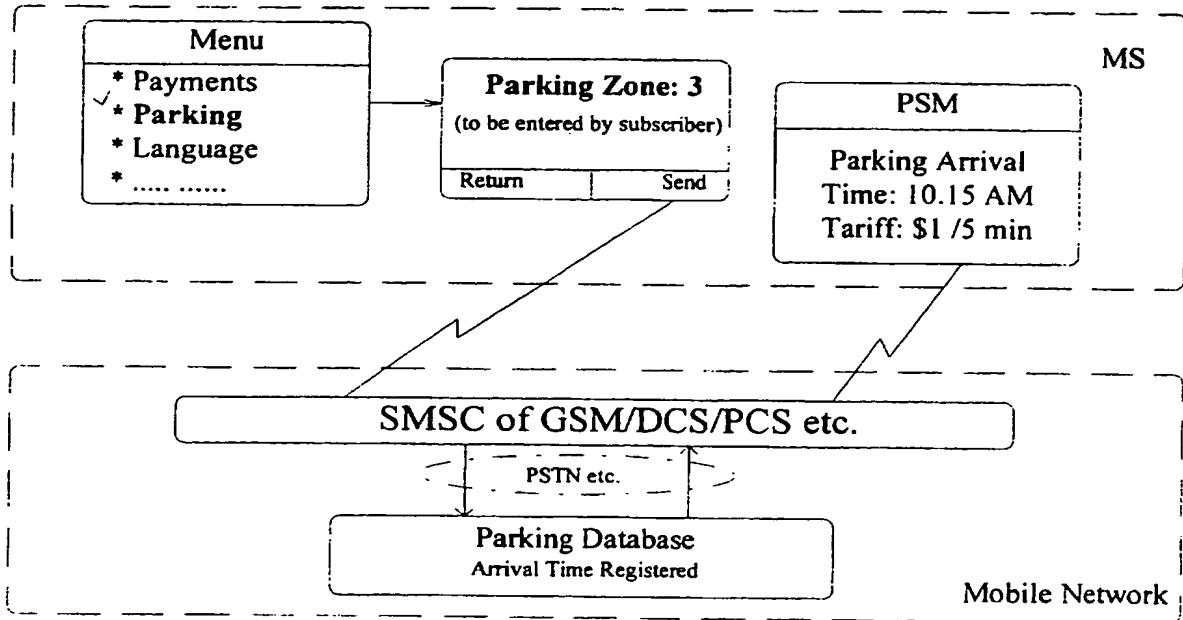 Menu
* Payments
* Parking
* Language
* ..... ......
Parking Zone: 3
(to be entered by subscriber)
Return
Send
MS
PSM
Parking Arrival
Time: 10.15 AM
Tariff: $1 /5 min
SMSC of GSM/DCS/PCS etc.
PSTN etc.
Parking Database
Arrival Time Registered
Mobile Network